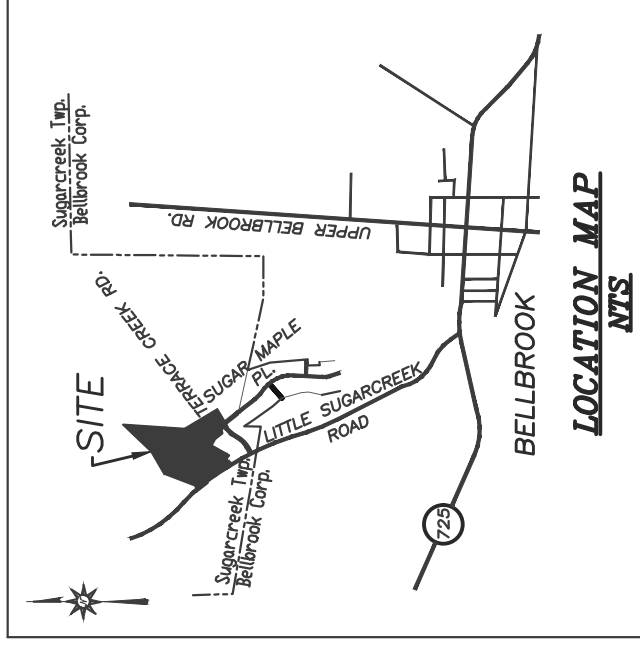 Sugarcreek Twp.
Bellbrook Corp.
UPPER BELLBROOK RD.
TERRACE CREEK RD.
SUGAR MAPLE
PL.
SITE
LITTLE SUGARCREEK
ROAD
Sugarcreek Twp.
Bellbrook Corp.
BELLBROOK
725
N
LOCATION MAP
NTS